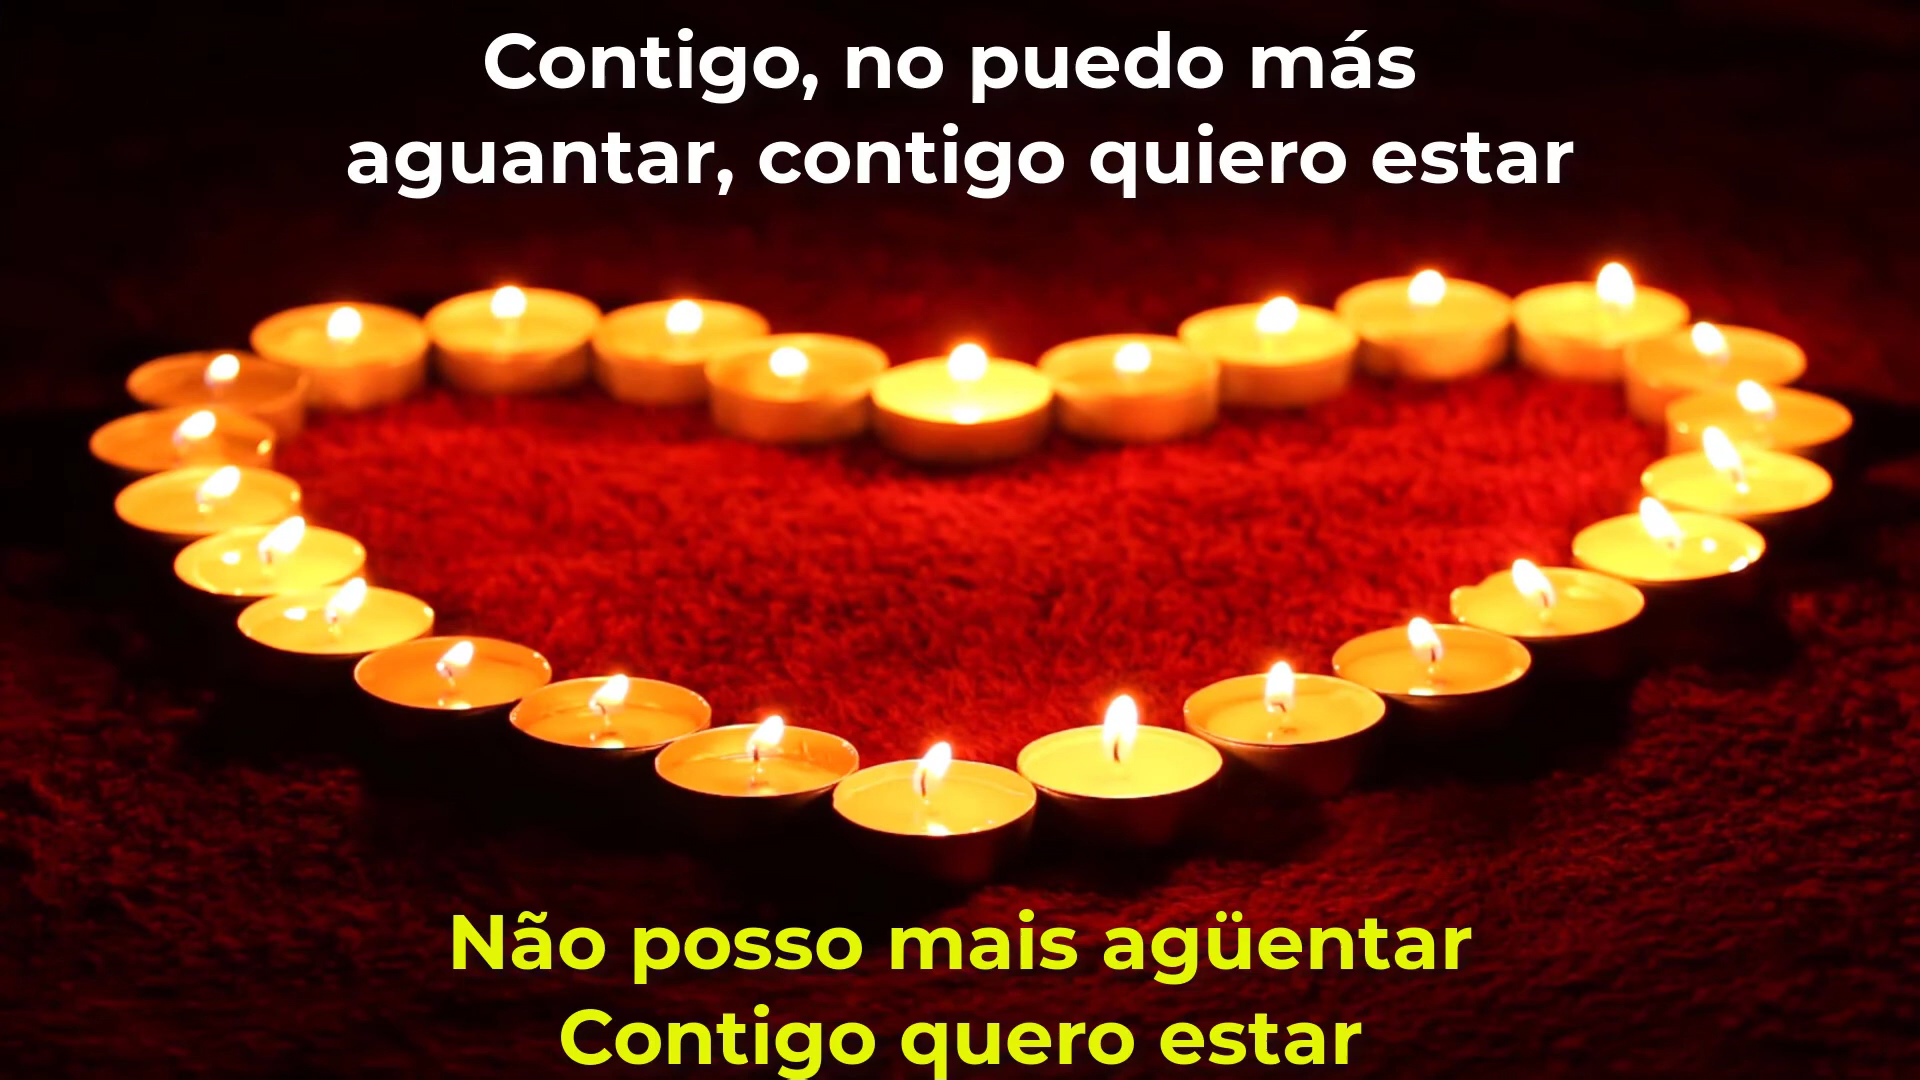 Contigo, no puedo más
aguantar, contigo quiero estar
Não posso mais agüentar
Contigo quero estar